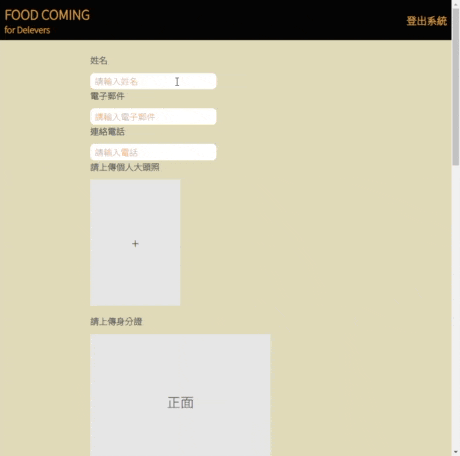 FOOD COMING
for Delevers
登出系統
姓名
請輸入姓名
電子郵件
請輸入電子郵件
連絡電話
請輸入電話
請上傳個人大頭照
+
請上傳身分證
正面